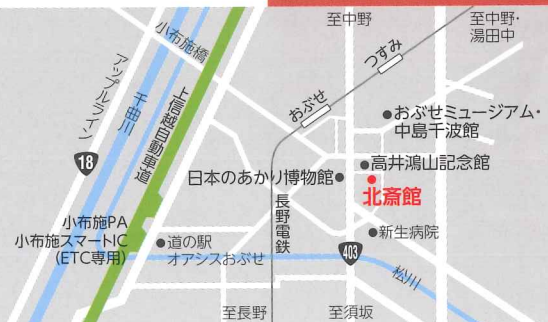 至中野
至中野・
湯田中
小布施橋
つすみ
アップルライン
千曲川
上信越自動車道
おぶせ
おぶせミュージアム・
中島千波館
18
高井鴻山記念館
日本のあかり博物館
北斎館
長野電鉄
小布施PA
小布施スマートIC
(ETC専用)
道の駅
オアシスおぶせ
新生病院
403
松川
至長野
至須坂